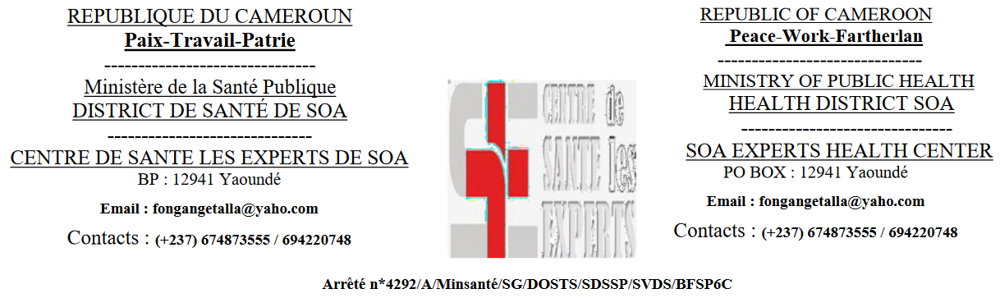 REPUBLIQUE DU CAMEROUN
Paix-Travail-Patrie
-------------------------------
Ministère de la Santé Publique
DISTRICT DE SANTÉ DE SOA
------------------------------
CENTRE DE SANTE LES EXPERTS DE SOA
BP : 12941 Yaoundé
Email : fongangetalla@yaho.com
Contacts : (+237) 674873555 / 694220748
CENTRE de
SANTE les
EXPERTS
REPUBLIC OF CAMEROON
Peace-Work-Fartherlan
------------------------------
MINISTRY OF PUBLIC HEALTH
HEALTH DISTRICT SOA
-------------------------------
SOA EXPERTS HEALTH CENTER
PO BOX : 12941 Yaoundé
Email : fongangetalla@yaho.com
Contacts : (+237) 674873555 / 694220748
Arrêté n*4292/A/Minsanté/SG/DOSTS/SDSSP/SVDS/BFSP6C